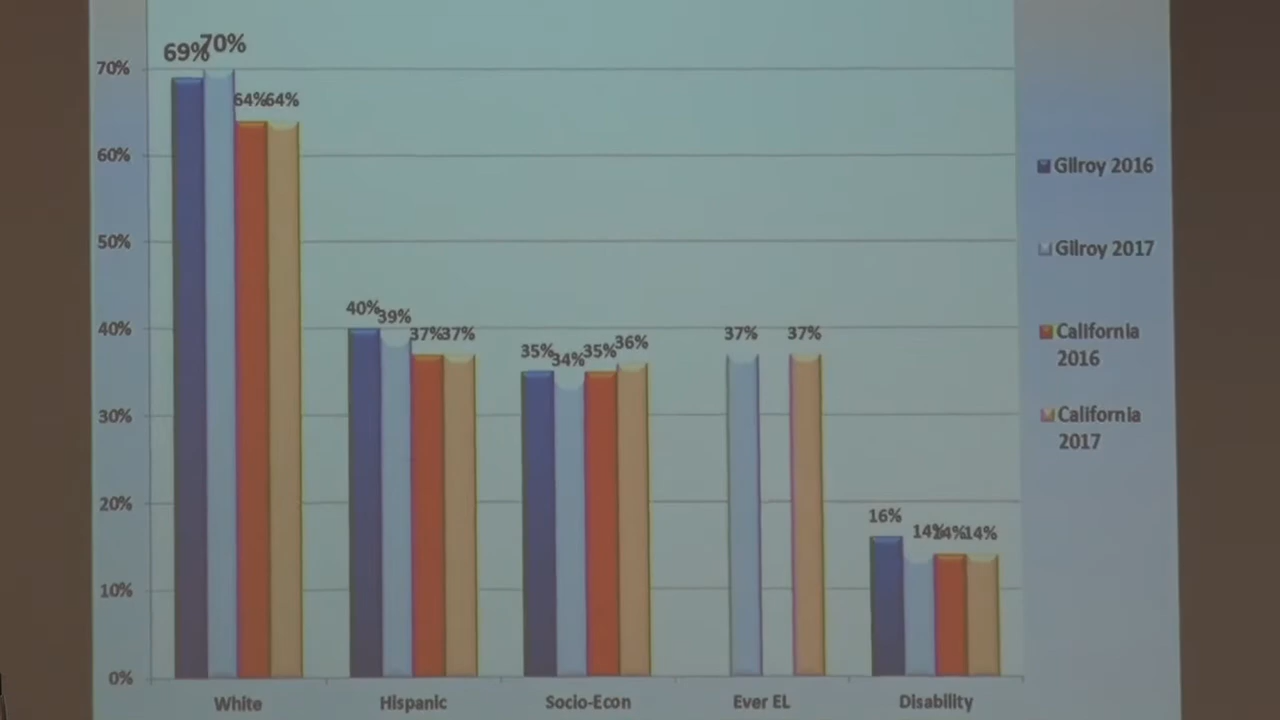 69% 70%
70%
64% 64%
60%
50%
40% 39% 37% 37%
40%
35% 34% 35% 36%
37% 37%
30%
20%
16% 14% 14% 14%
10%
0%
White Hispanic Socio-Econ Ever EL Disability
Gilroy 2016
Gilroy 2017
California
2016
California
2017